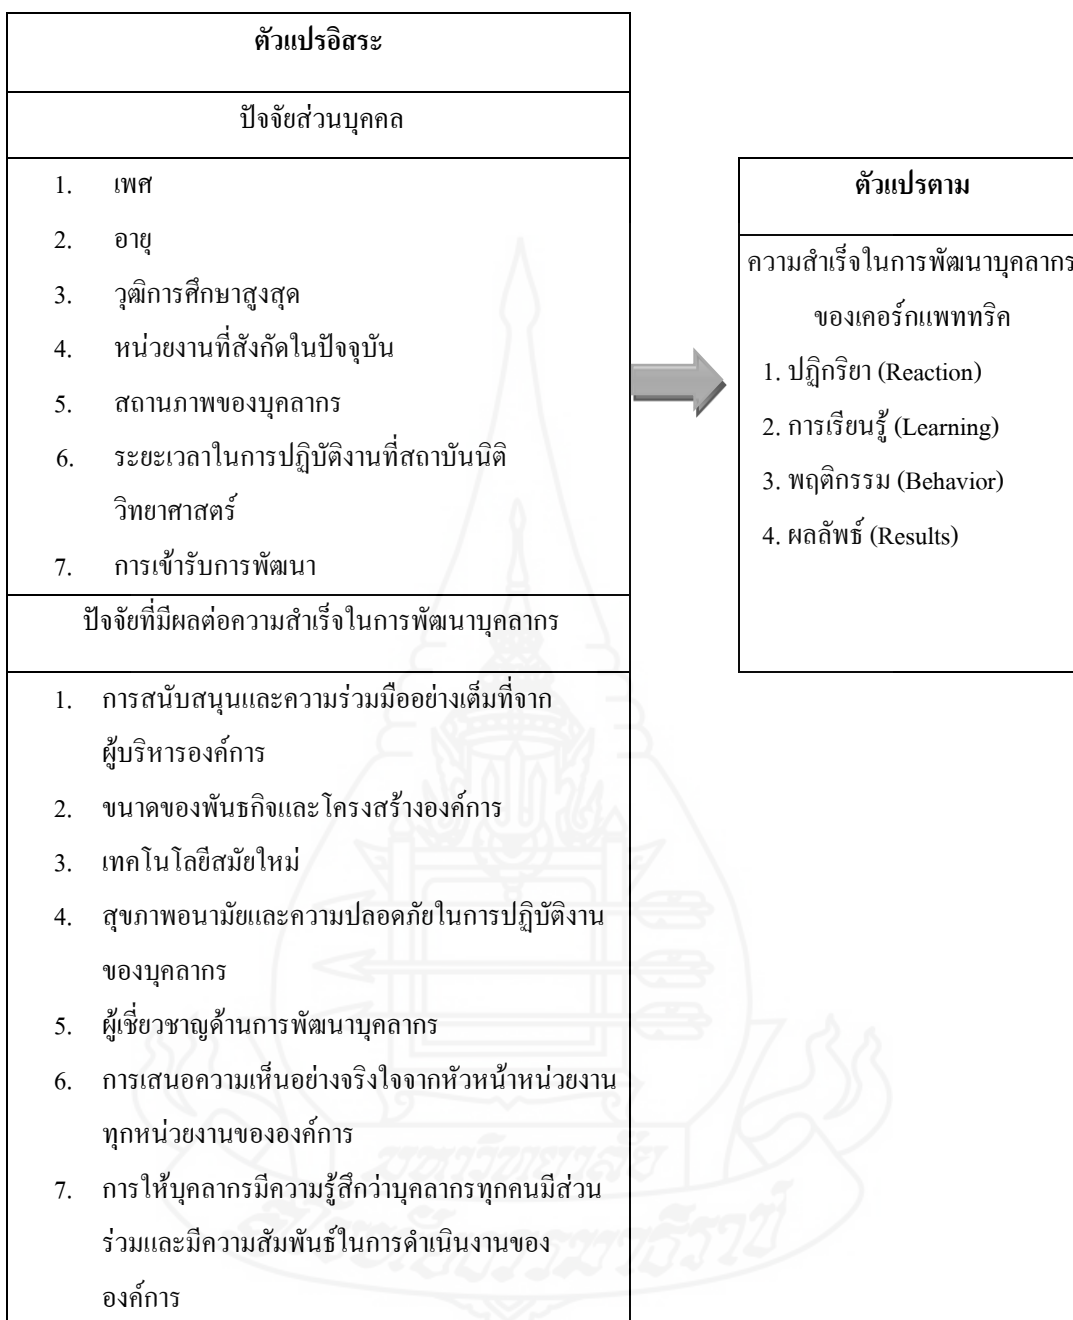 ตัวแปรอิสระ
ปัจจัยส่วนบุคคล
1. เพศ
2. อายุ
3. วุฒิการศึกษาสูงสุด
4. หน่วยงานที่สังกัดในปัจจุบัน
5. สถานภาพของบุคลากร
6. ระยะเวลาในการปฏิบัติงานที่สถาบันนิติ
วิทยาศาสตร์
7. การเข้ารับการพัฒนา
ปัจจัยที่มีผลต่อความสำเร็จในการพัฒนาบุคลากร
1. การสนับสนุนและความร่วมมืออย่างเต็มที่จาก
ผู้บริหารองค์การ
2. ขนาดของพันธกิจและโครงสร้างองค์การ
3. เทคโนโลยีสมัยใหม่
4. สุขภาพอนามัยและความปลอดภัยในการปฏิบัติงาน
ของบุคลากร
5. ผู้เชี่ยวชาญด้านการพัฒนาบุคลากร
6. การเสนอความเห็นอย่างจริงใจจากหัวหน้าหน่วยงาน
ทุกหน่วยงานขององค์การ
7. การให้บุคลากรมีความรู้สึกว่าบุคลากรทุกคนมีส่วน
ร่วมและมีความสัมพันธ์ในการดำเนินงานของ
องค์การ
ตัวแปรตาม
ความสำเร็จในการพัฒนาบุคลากร
ของเคอร์กแพททริค
1. ปฏิกริยา (Reaction)
2. การเรียนรู้ (Learning)
3. พฤติกรรม (Behavior)
4. ผลลัพธ์ (Results)
มหาวิทยาลัย
สุโขทัยธรรมาธิราช